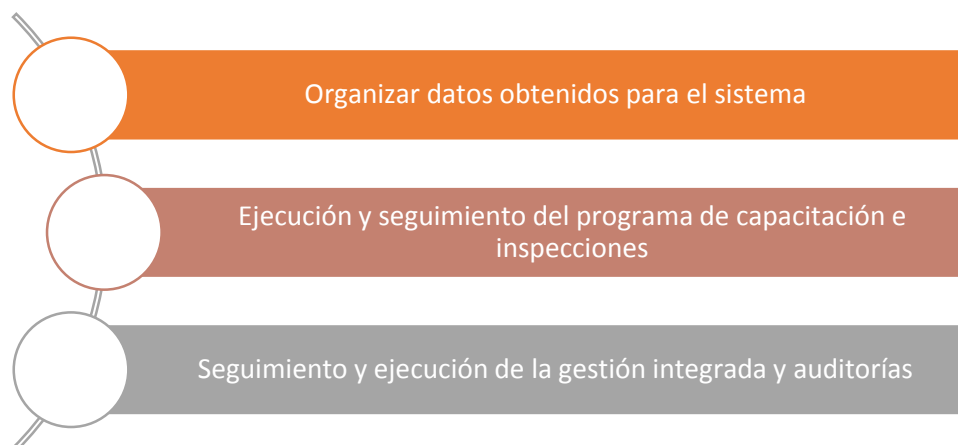 Organizar datos obtenidos para el sistema
Ejecución y seguimiento del programa de capacitación e
inspecciones
Seguimiento y ejecución de la gestión integrada y auditorías